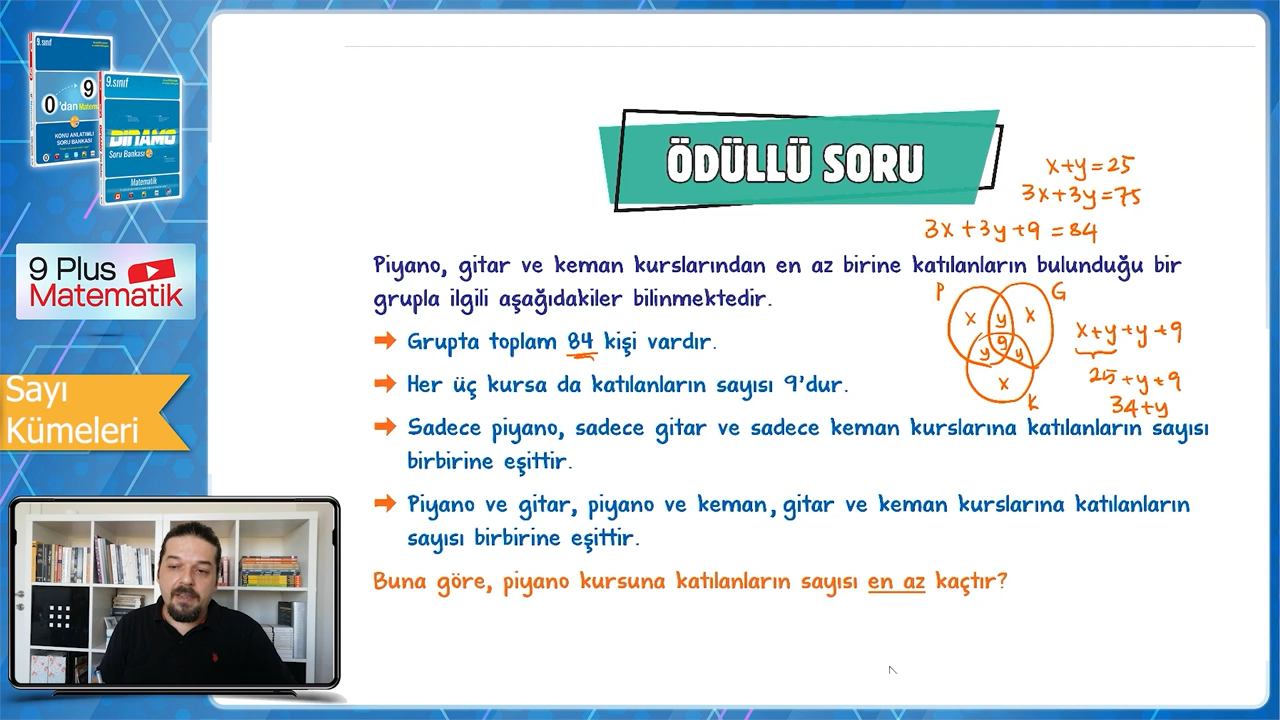 9.sınıf
0'dan 9
Matematik
KONU ANLATIMLI
SORU BANKASI
9.sınıf
DİNAMO
Soru Bankası
Matematik
9 Plus
Matematik
Sayı
Kümeleri
ÖDÜLLÜ SORU
x+y=25
3x+3y=75
3x+3y+9=84
Piyano, gitar ve keman kurslarından en az birine katılanların bulunduğu bir
grupla ilgili aşağıdakiler bilinmektedir.
P G
x y x
y 9 y
x
K
x+y+y+9
25+y+9
34+y
Grupta toplam 84 kişi vardır.
Her üç kursa da katılanların sayısı 9'dur.
Sadece piyano, sadece gitar ve sadece keman kurslarına katılanların sayısı
birbirine eşittir.
Piyano ve gitar, piyano ve keman, gitar ve keman kurslarına katılanların
sayısı birbirine eşittir.
Buna göre, piyano kursuna katılanların sayısı en az kaçtır?